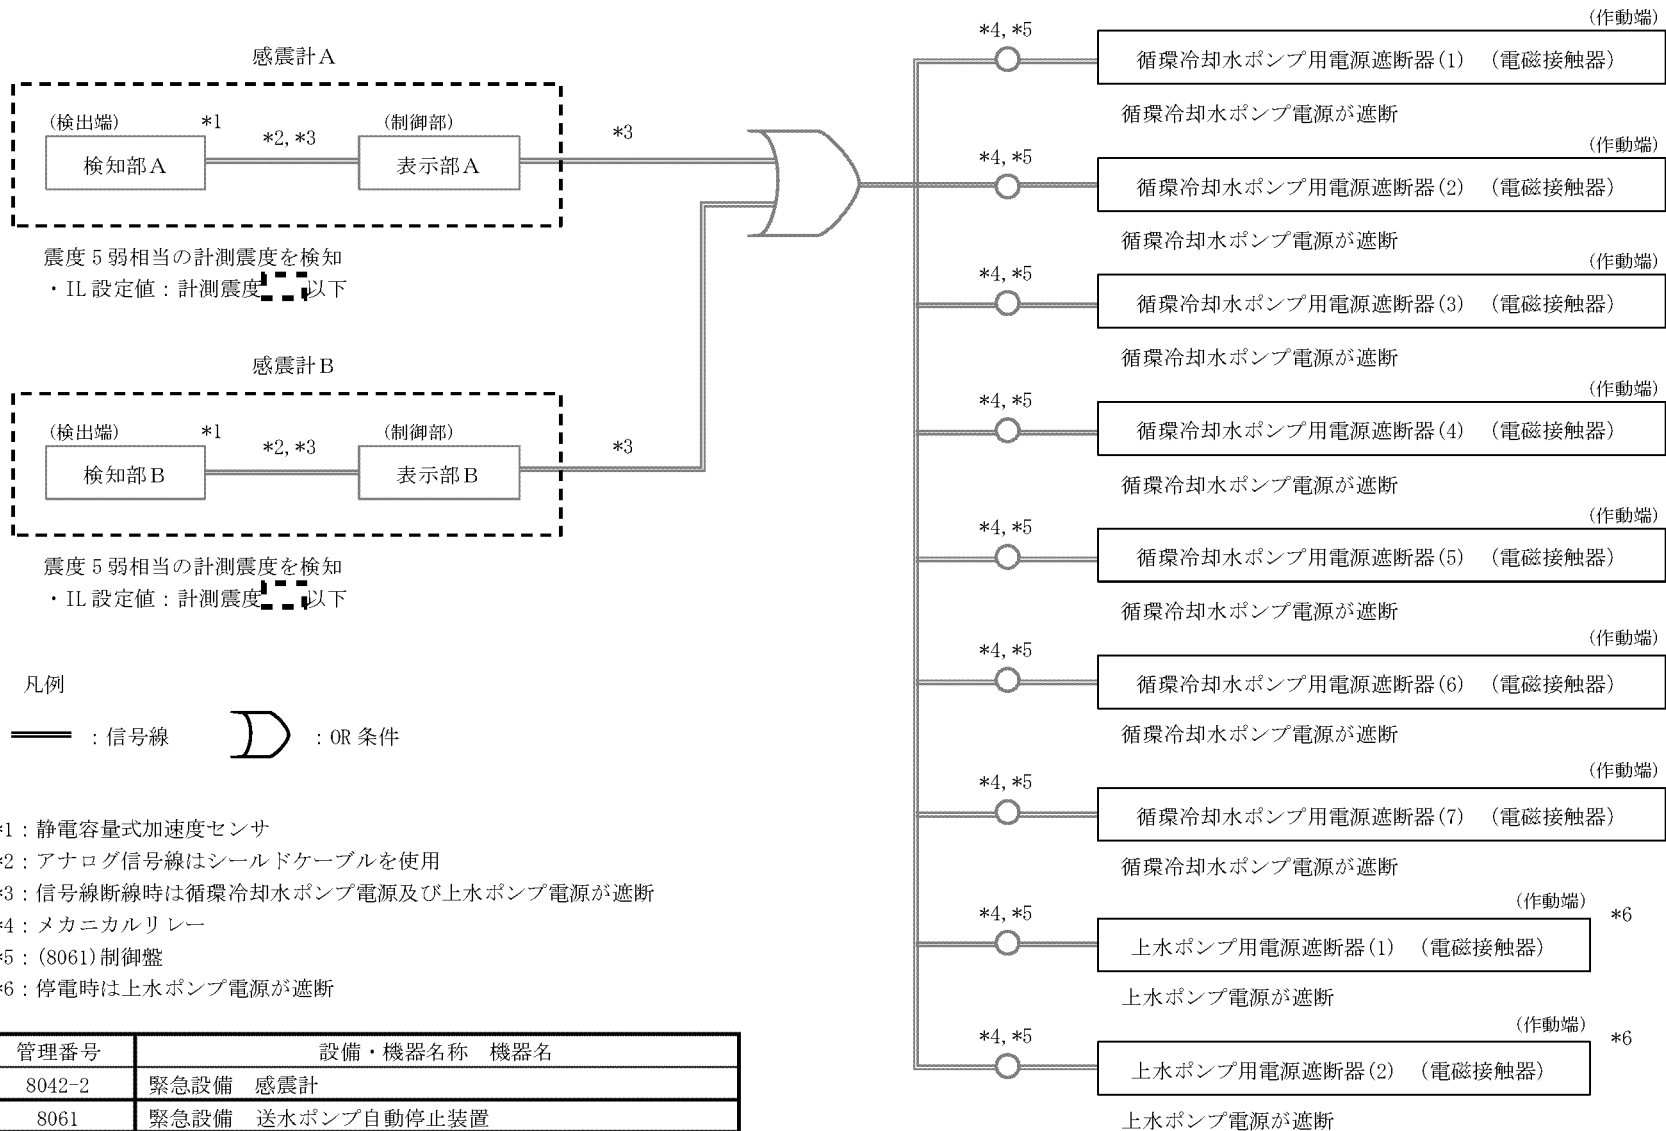 感震計A
(検出端) *1
*2, *3
(制御部)
*3
検知部A
表示部A
震度5弱相当の計測震度を検知
・IL設定値：計測震度 以下
感震計B
(検出端) *1
*2, *3
(制御部)
*3
検知部B
表示部B
震度5弱相当の計測震度を検知
・IL設定値：計測震度 以下
凡例
：信号線
：OR条件
*1：静電容量式加速度センサ
*2：アナログ信号線はシールドケーブルを使用
*3：信号線断線時は循環冷却水ポンプ電源及び上水ポンプ電源が遮断
*4：メカニカルリレー
*5：(8061)制御盤
*6：停電時は上水ポンプ電源が遮断
管理番号 設備・機器名称 機器名
8042-2 緊急設備 感震計
8061 緊急設備 送水ポンプ自動停止装置
(作動端)
*4, *5
循環冷却水ポンプ用電源遮断器(1) (電磁接触器)
循環冷却水ポンプ電源が遮断
(作動端)
*4, *5
循環冷却水ポンプ用電源遮断器(2) (電磁接触器)
循環冷却水ポンプ電源が遮断
(作動端)
*4, *5
循環冷却水ポンプ用電源遮断器(3) (電磁接触器)
循環冷却水ポンプ電源が遮断
(作動端)
*4, *5
循環冷却水ポンプ用電源遮断器(4) (電磁接触器)
循環冷却水ポンプ電源が遮断
(作動端)
*4, *5
循環冷却水ポンプ用電源遮断器(5) (電磁接触器)
循環冷却水ポンプ電源が遮断
(作動端)
*4, *5
循環冷却水ポンプ用電源遮断器(6) (電磁接触器)
循環冷却水ポンプ電源が遮断
(作動端)
*4, *5
循環冷却水ポンプ用電源遮断器(7) (電磁接触器)
循環冷却水ポンプ電源が遮断
(作動端)
*4, *5
*6
上水ポンプ用電源遮断器(1) (電磁接触器)
上水ポンプ電源が遮断
(作動端)
*4, *5
*6
上水ポンプ用電源遮断器(2) (電磁接触器)
上水ポンプ電源が遮断